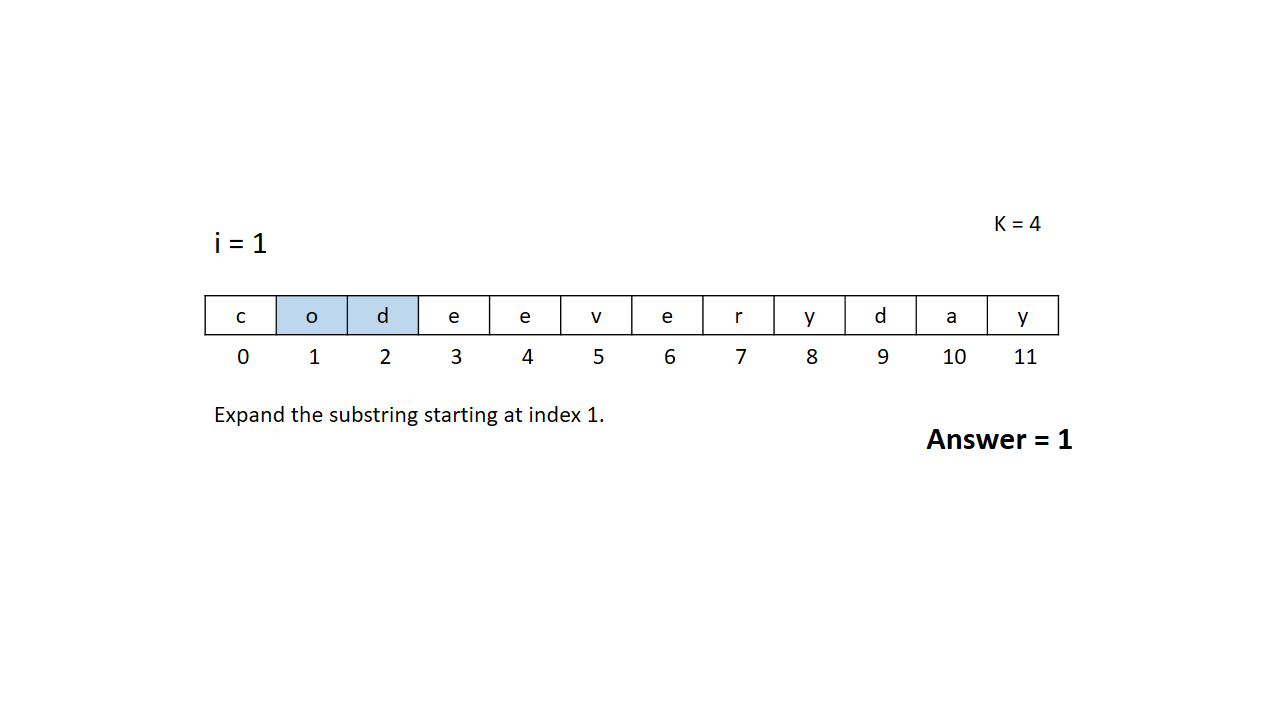 K = 4
i = 1
c o d e e v e r y d a y
0 1 2 3 4 5 6 7 8 9 10 11
Expand the substring starting at index 1.
Answer = 1